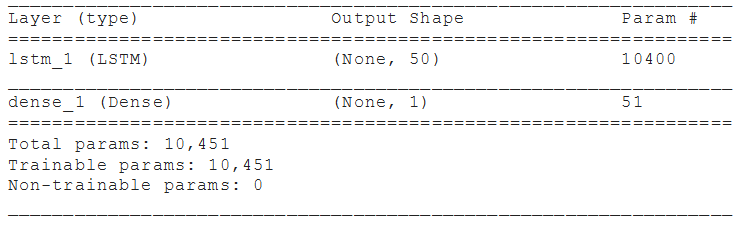 Layer (type) Output Shape Param #
=================================================================
lstm_1 (LSTM) (None, 50) 10400
_________________________________________________________________
dense_1 (Dense) (None, 1) 51
=================================================================
Total params: 10,451
Trainable params: 10,451
Non-trainable params: 0
_________________________________________________________________